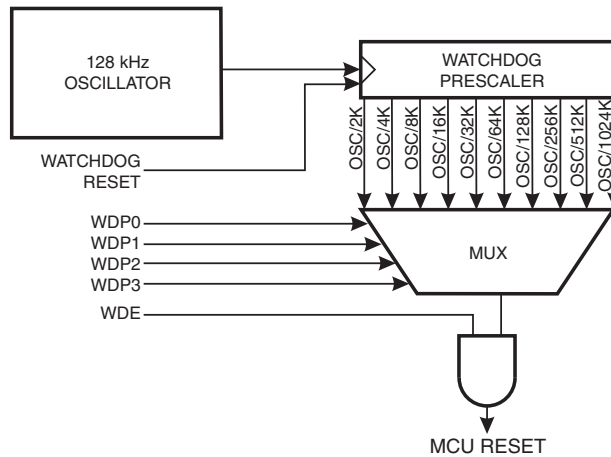 128 kHz
OSCILLATOR
WATCHDOG
PRESCALER
WATCHDOG
RESET
OSC/2K
OSC/4K
OSC/8K
OSC/16K
OSC/32K
OSC/64K
OSC/128K
OSC/256K
OSC/512K
OSC/1024K
WDP0
WDP1
WDP2
WDP3
MUX
WDE
MCU RESET